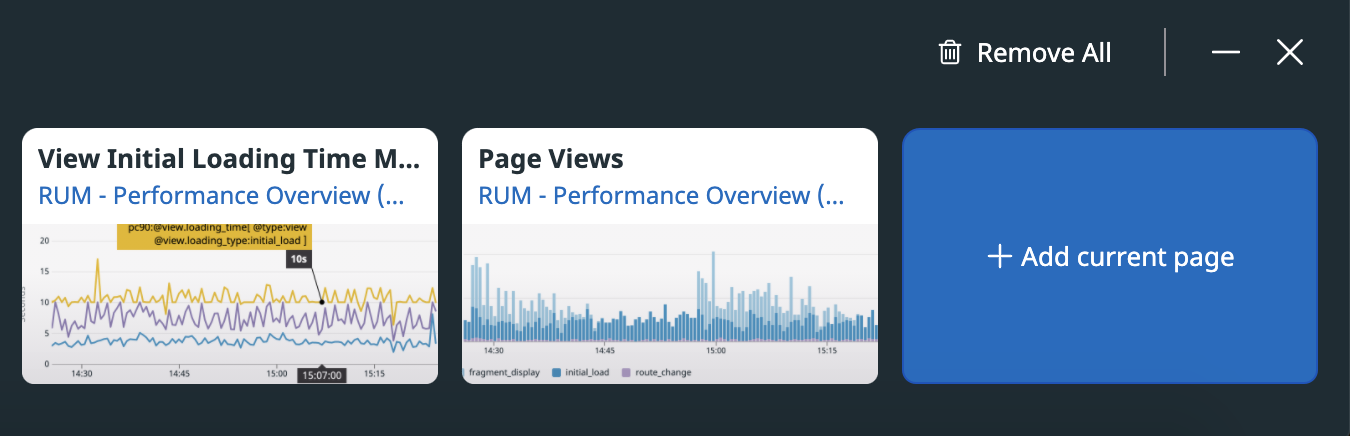 Remove All
View Initial Loading Time M...
RUM - Performance Overview (...
pc90:@view.loading_time[ @type:view
@view.loading_type:initial_load ]
10s
20
15
10
5
0
14:30
14:45
15:00
15:07:00
15:15
Page Views
RUM - Performance Overview (...
14:30
14:45
15:00
15:15
fragment_display
initial_load
route_change
+ Add current page